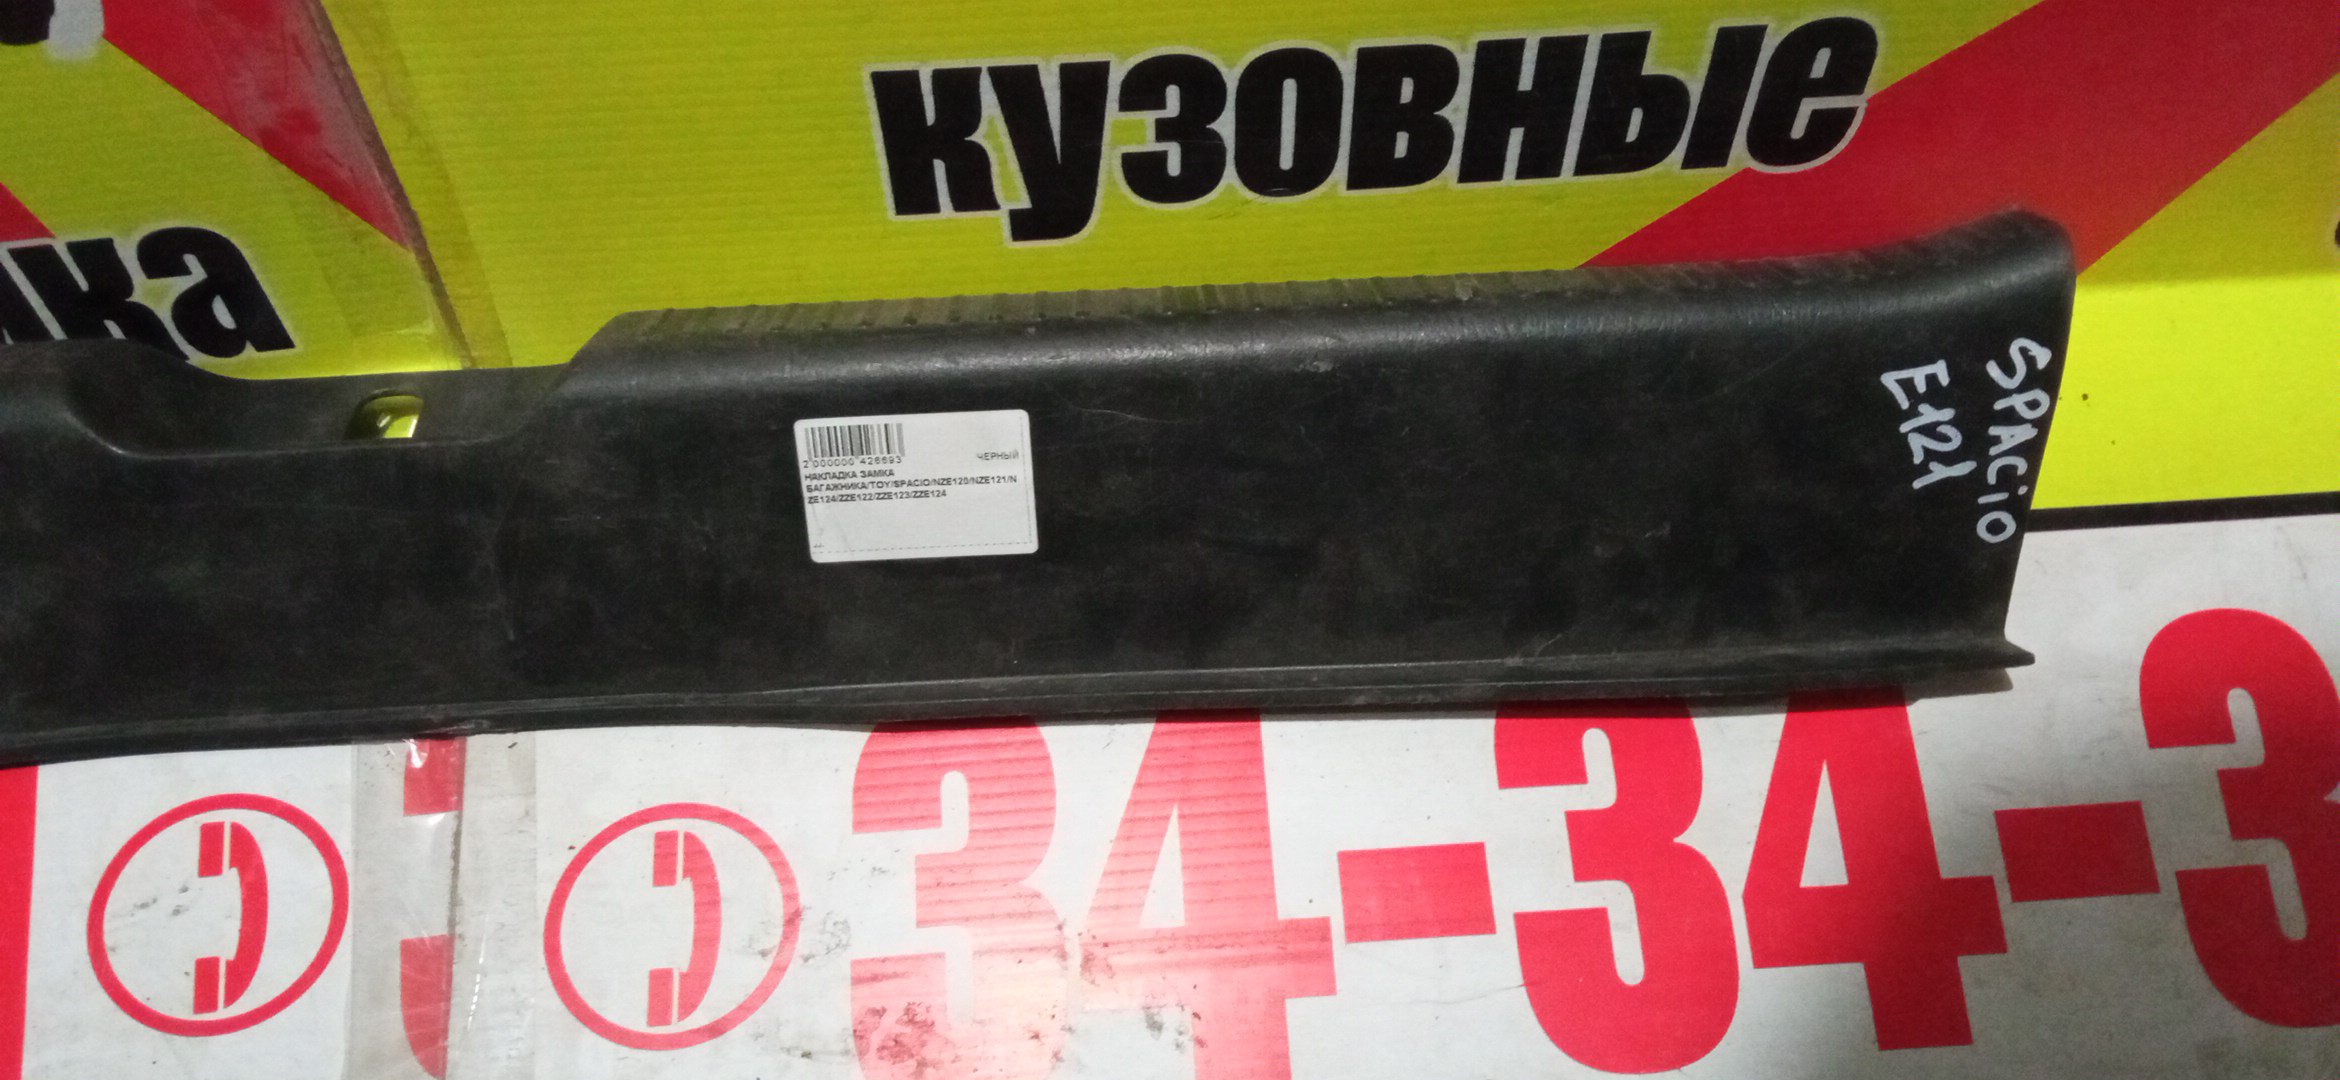 кузовные
ка
2 000000 426693
ЧЕРНЫЙ
НАКЛАДКА ЗАМКА
БАГАЖНИКА/TOY/SPACIO/NZE120/NZE121/N
ZE124/ZZE122/ZZE123/ZZE124
SPACiO
E121
34-34-3